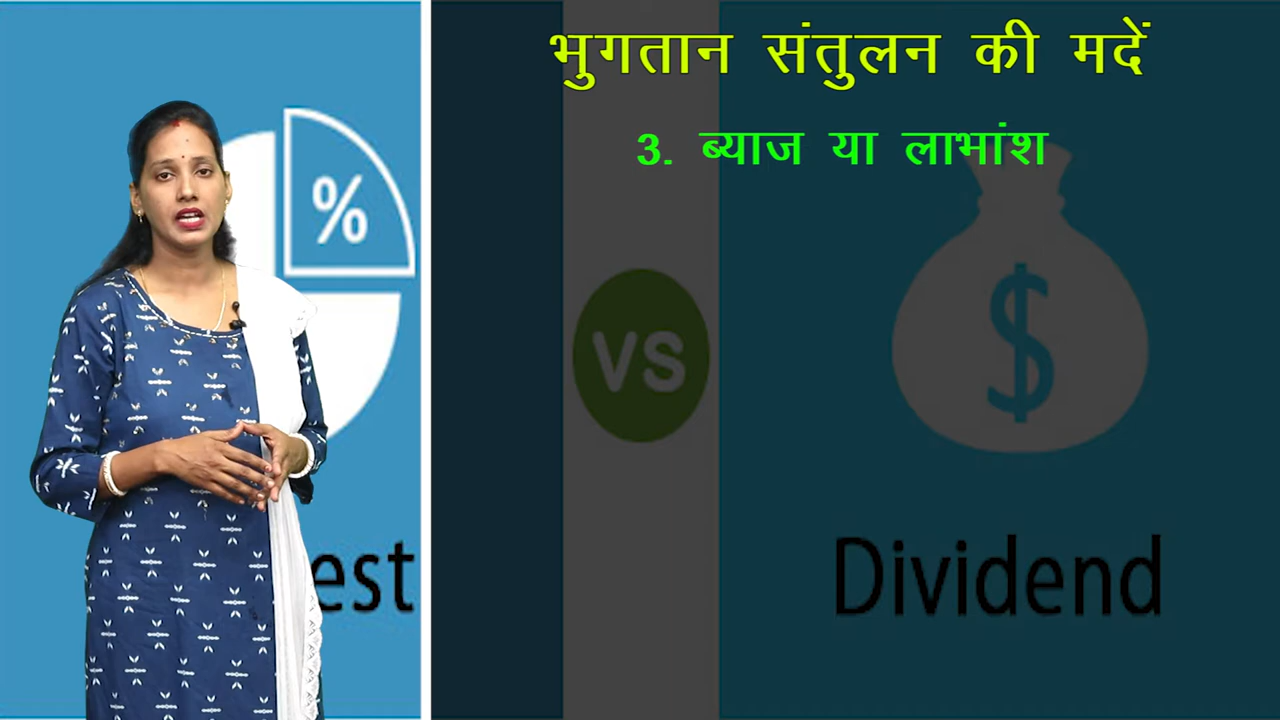 भुगतान संतुलन की मदें
3. ब्याज या लाभांश
%
VS
$
est
Dividend